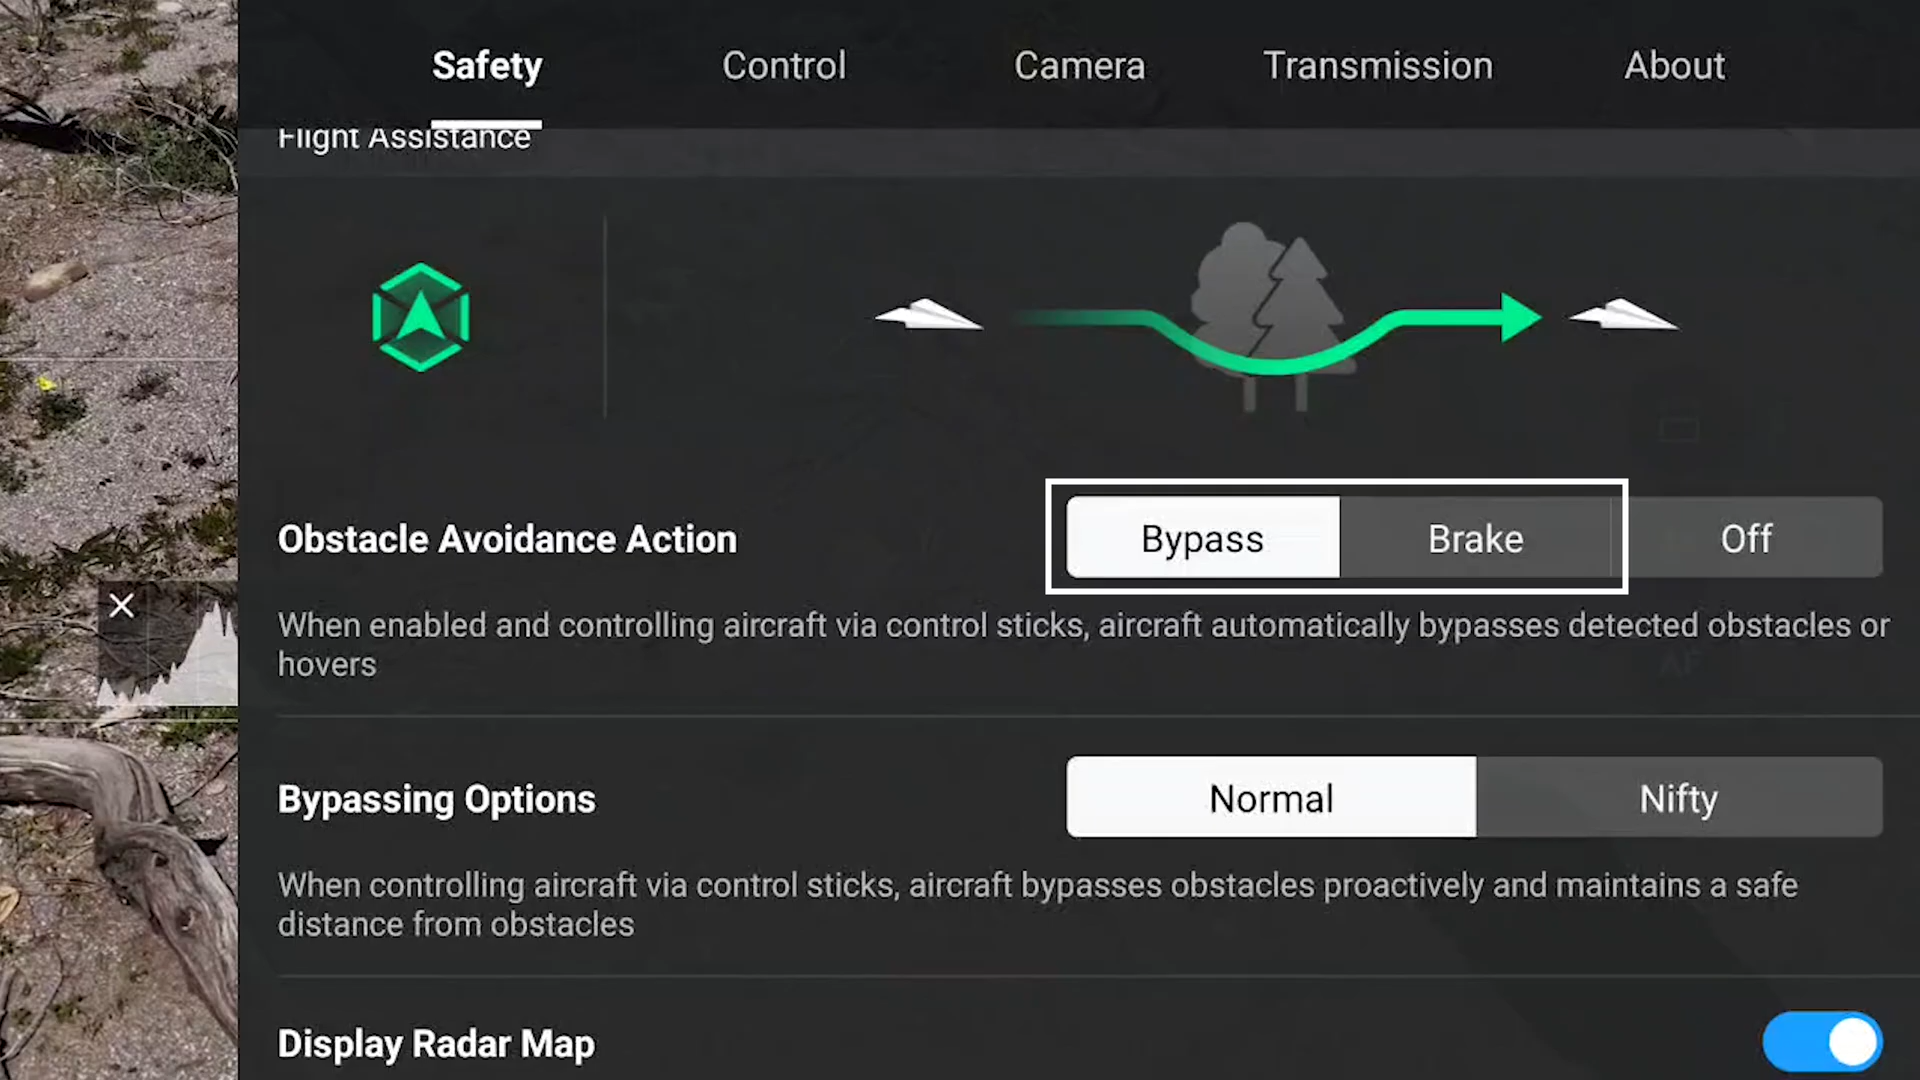 Safety Control Camera Transmission About
Flight Assistance
Obstacle Avoidance Action Bypass Brake Off
When enabled and controlling aircraft via control sticks, aircraft automatically bypasses detected obstacles or
hovers
Bypassing Options Normal Nifty
When controlling aircraft via control sticks, aircraft bypasses obstacles proactively and maintains a safe
distance from obstacles
Display Radar Map